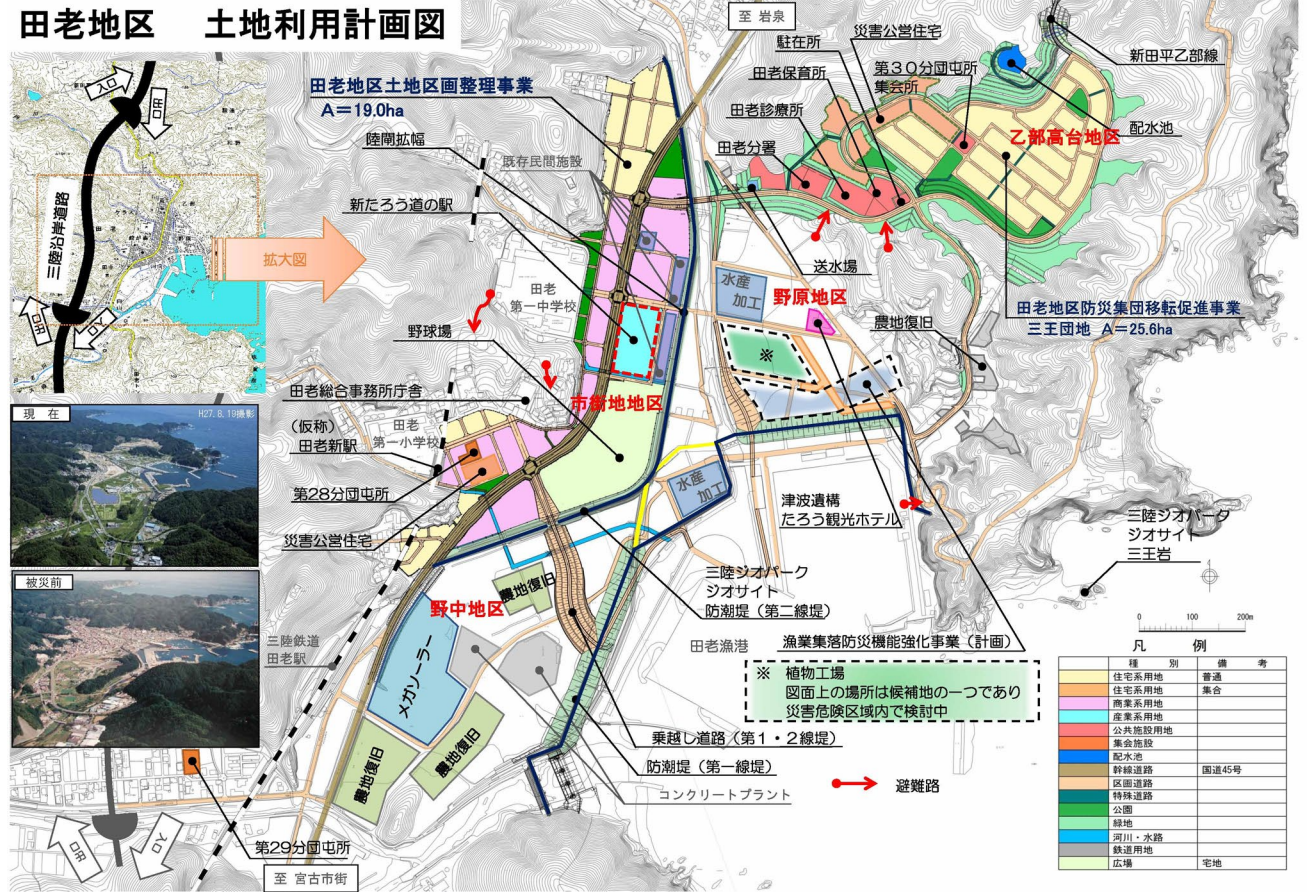 田老地区 土地利用計画図
至 岩泉
災害公営住宅
駐在所
新田平乙部線
田老保育所
第30分団屯所
集会所
田老地区土地区画整理事業
A=19.0ha
田老診療所
乙部高台地区
配水池
陸閘拡幅
既存民間施設
田老分署
新たろう道の駅
三陸沿岸道路
入口
出口
拡大図
送水場
田老
第一中学校
水産
加工
野原地区
田老地区防災集団移転促進事業
三王団地 A=25.6ha
農地復旧
野球場
※
田老総合事務所庁舎
市街地地区
出口
入口
現 在
H27.8.19撮影
(仮称)
田老新駅
田老
第一小学校
第28分団屯所
水産
加工
津波遺構
たろう観光ホテル
災害公営住宅
三陸ジオパーク
ジオサイト
三王岩
被災前
三陸ジオパーク
ジオサイト
防潮堤(第二線堤)
農地復旧
野中地区
三陸鉄道
田老駅
田老漁港
漁業集落防災機能強化事業(計画)
メガソーラー
※ 植物工場
図面上の場所は候補地の一つであり
災害危険区域内で検討中
農地復旧
農地復旧
乗越し道路(第1・2線堤)
防潮堤(第一線堤)
コンクリートプラント
避難路
出口
入口
第29分団屯所
至 宮古市街
0 100 200m
凡 例
種 別 備 考
住宅系用地 普通
住宅系用地 集合
商業系用地
産業系用地
公共施設用地
集会施設
配水池
幹線道路 国道45号
区画道路
特殊道路
公園
緑地
河川・水路
鉄道用地
広場 宅地